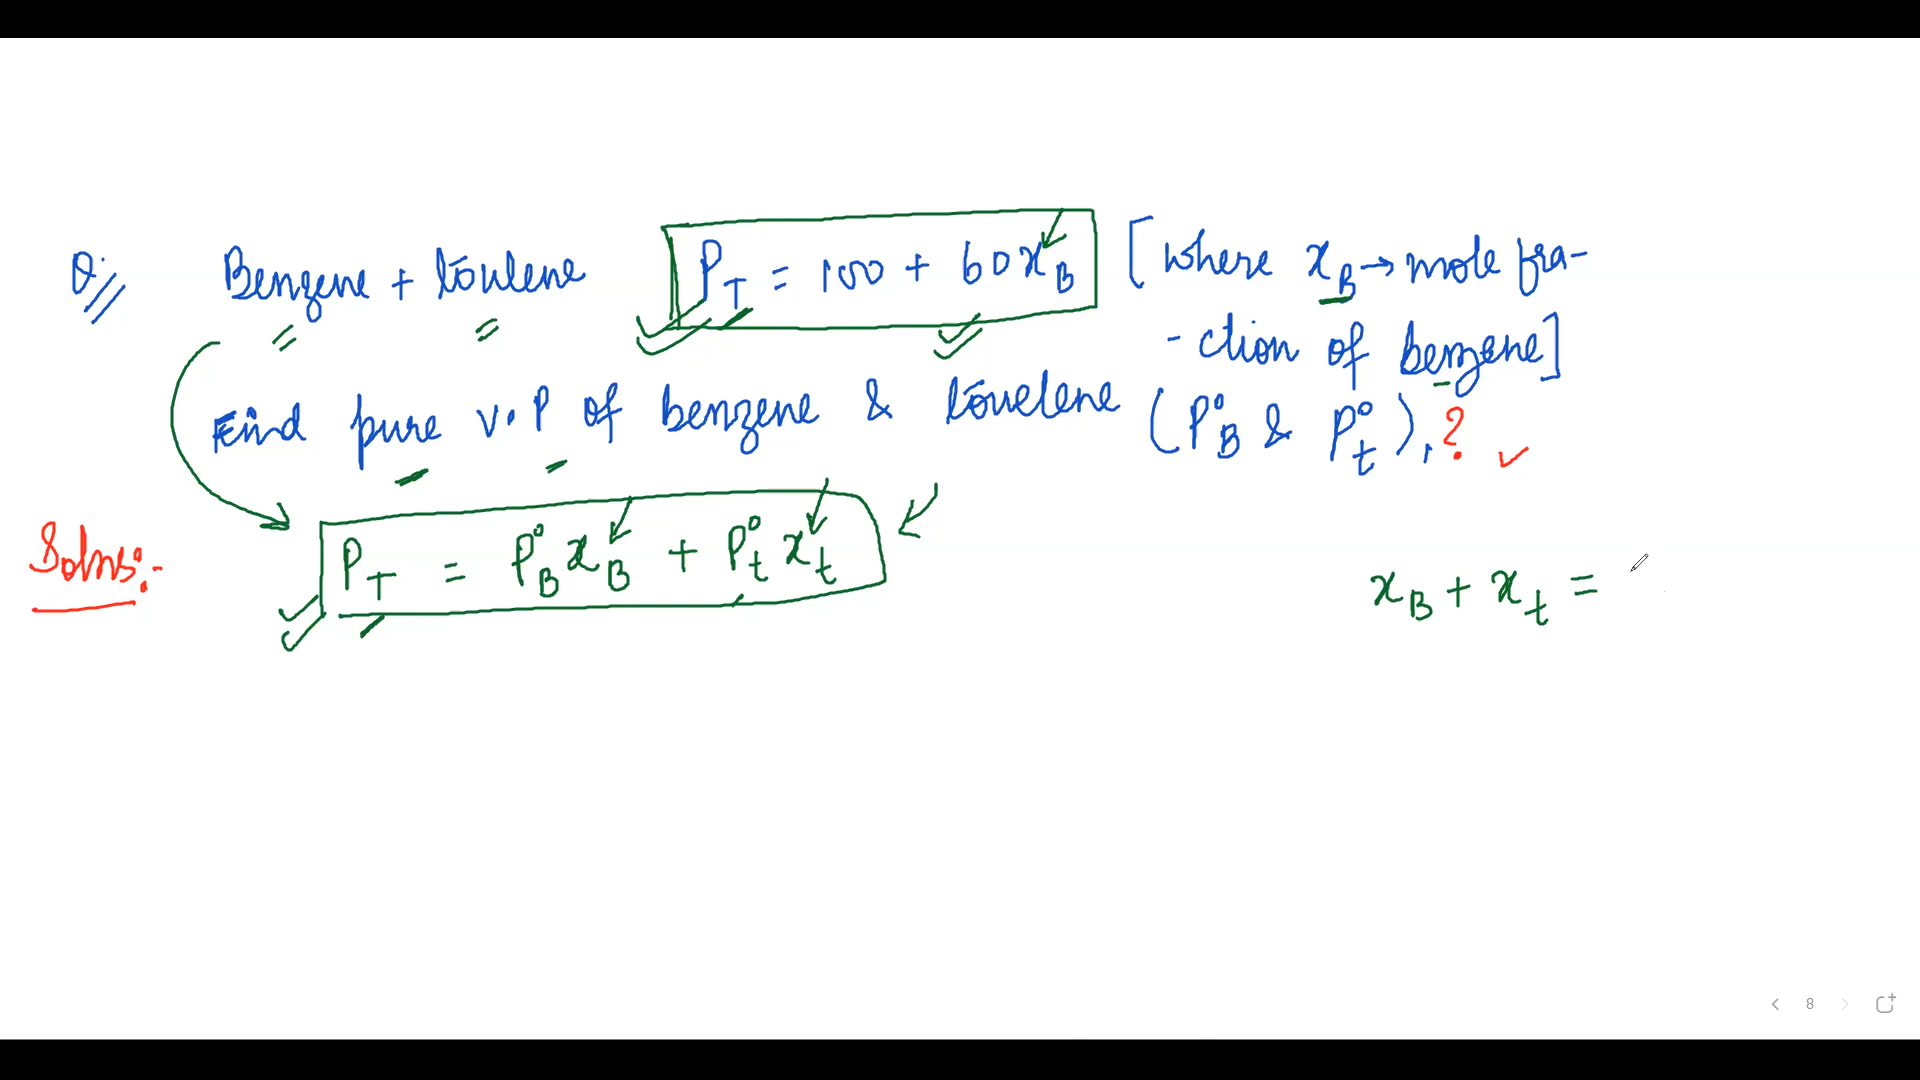 Q. Benzene + toulene P_T = 100 + 60x_B [where x_B → mole fra-
-ction of benzene]
Find pure v.P of benzene & touelene (P°_B & P°_t), ?
Solns:-
P_T = P°_B x_B + P°_t x_t
x_B + x_t =
8